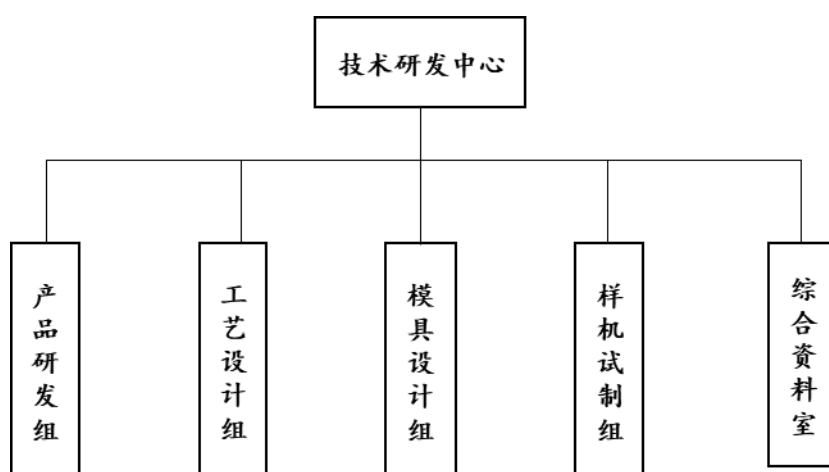 技术研发中心
产品研发组
工艺设计组
模具设计组
样机试制组
综合资料室